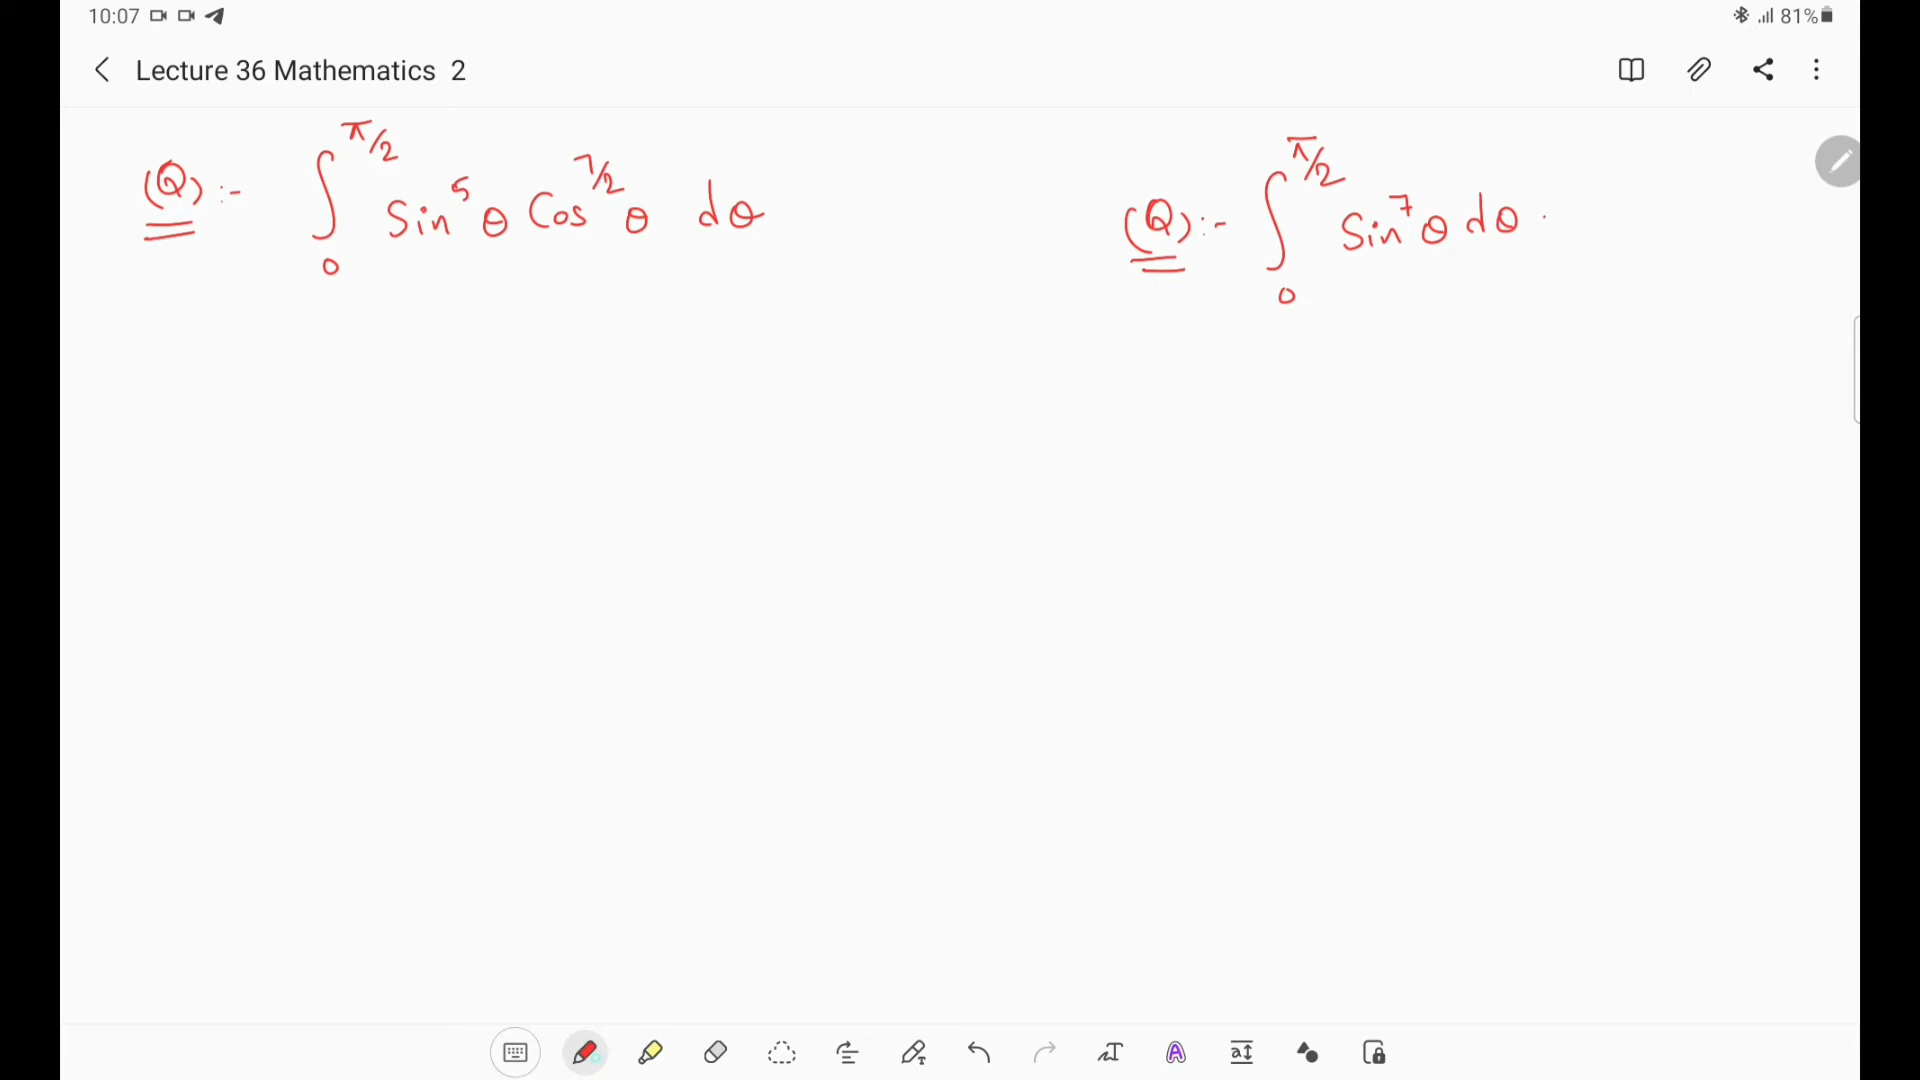 10:07 81%
Lecture 36 Mathematics 2
(Q) :- ∫₀^{π/2} Sin⁵θ Cos^{7/2}θ dθ
(Q) :- ∫₀^{π/2} Sin⁷θ dθ .